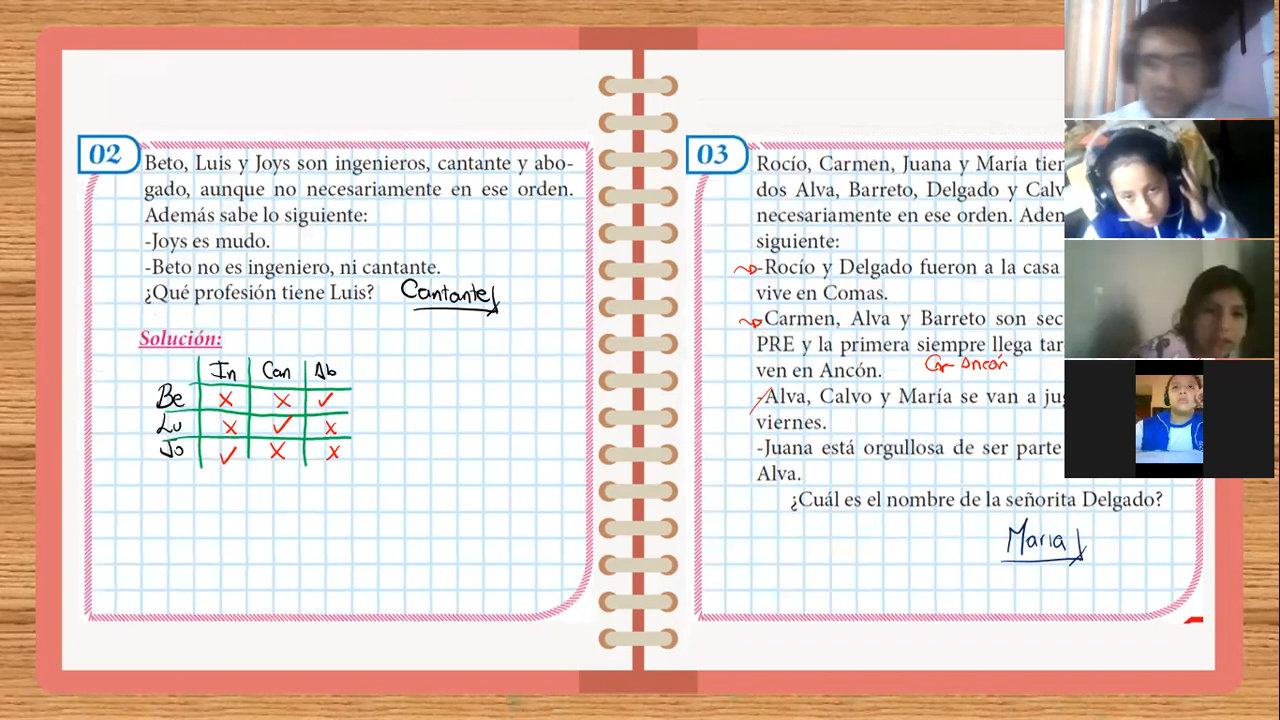 02
Beto, Luis y Joys son ingenieros, cantante y abo-
gado, aunque no necesariamente en ese orden.
Además sabe lo siguiente:
-Joys es mudo.
-Beto no es ingeniero, ni cantante.
¿Qué profesión tiene Luis? Cantante
Solución:
In Can Ab
Be x x ✓
Lu x ✓ x
Jo ✓ x x
03
Rocío, Carmen, Juana y María tien
dos Alva, Barreto, Delgado y Calv
necesariamente en ese orden. Adem
siguiente:
-Rocío y Delgado fueron a la casa
vive en Comas.
-Carmen, Alva y Barreto son sec
PRE y la primera siempre llega tar
ven en Ancón. Car-Ancón
-Alva, Calvo y María se van a jug
viernes.
-Juana está orgullosa de ser parte
Alva.
¿Cuál es el nombre de la señorita Delgado?
Maria